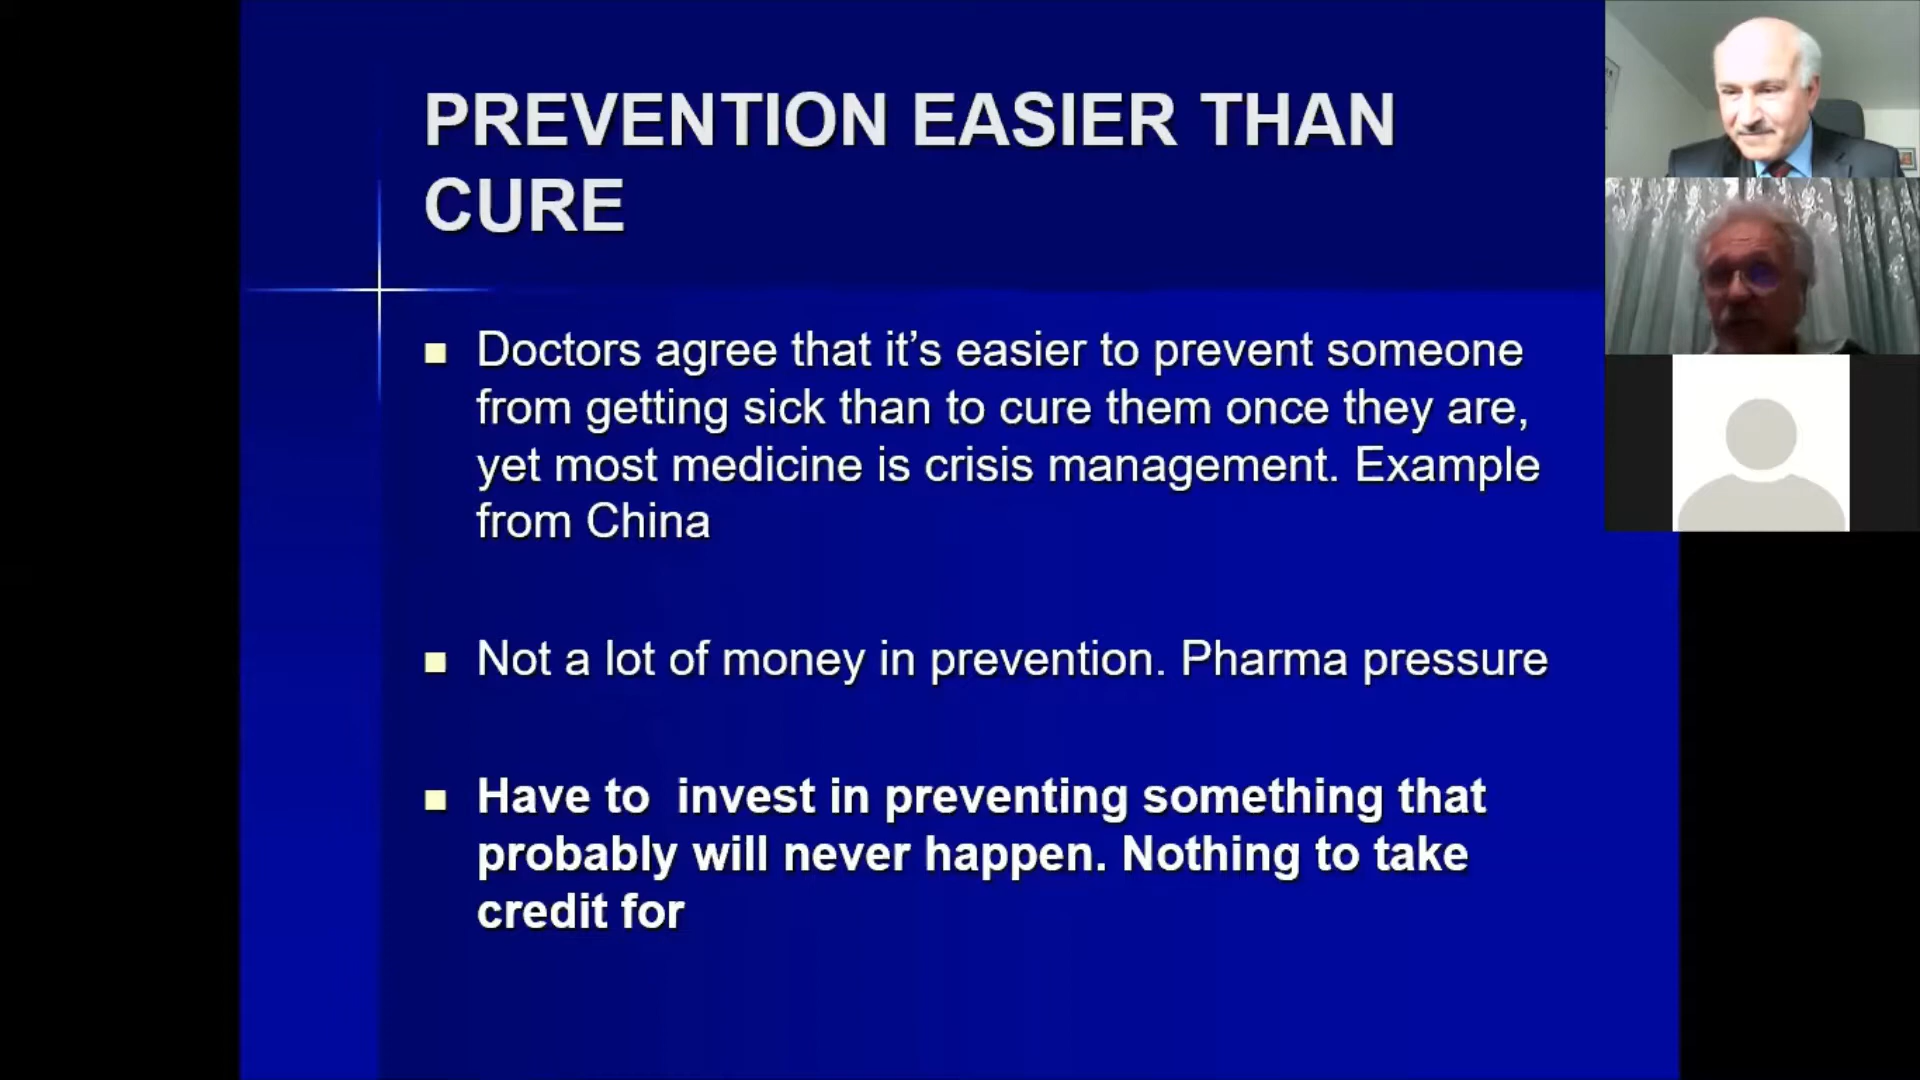 PREVENTION EASIER THAN
CURE
Doctors agree that it’s easier to prevent someone
from getting sick than to cure them once they are,
yet most medicine is crisis management. Example
from China
Not a lot of money in prevention. Pharma pressure
Have to  invest in preventing something that
probably will never happen. Nothing to take
credit for